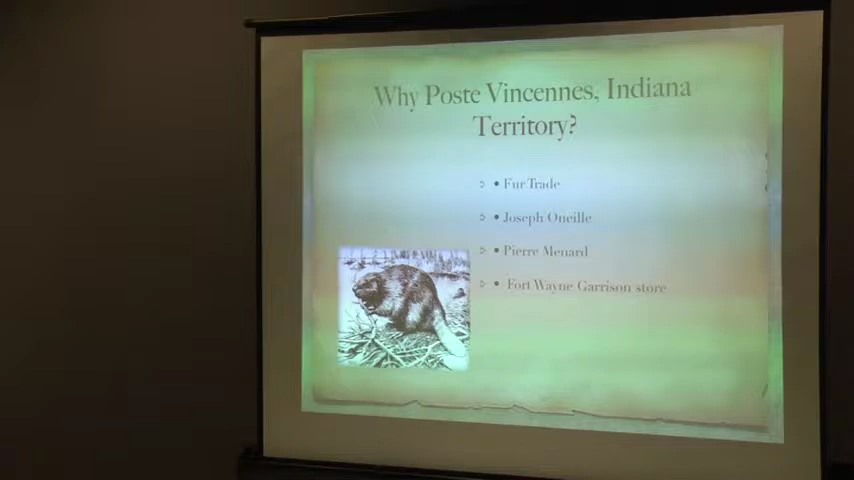 Why Poste Vincennes, Indiana
Territory?
• Fur Trade
• Joseph Oneille
• Pierre Menard
• Fort Wayne Garrison store